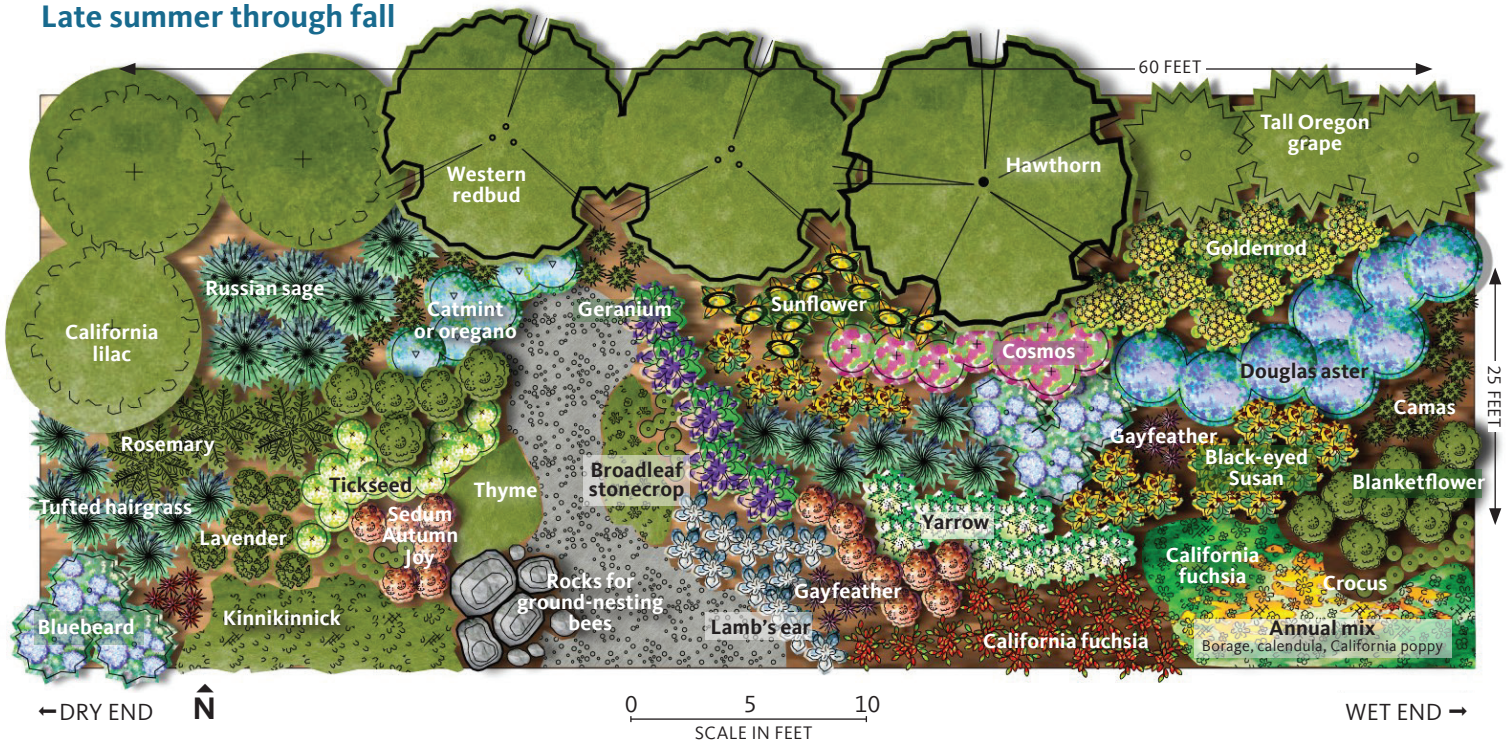 Late summer through fall
60 FEET
Tall Oregon
grape
Hawthorn
Western
redbud
Goldenrod
Russian sage
Catmint
or oregano
Geranium
Sunflower
California
lilac
Cosmos
Douglas aster
25 FEET
Camas
Rosemary
Gayfeather
Black-eyed
Susan
Broadleaf
stonecrop
Tickseed
Thyme
Blanketflower
Tufted hairgrass
Sedum
Autumn
Joy
Yarrow
Lavender
California
fuchsia
Crocus
Rocks for
ground-nesting
bees
Gayfeather
Kinnikinnick
Bluebeard
Lamb's ear
California fuchsia
Annual mix
Borage, calendula, California poppy
←DRY END
N
0 5 10
SCALE IN FEET
WET END →